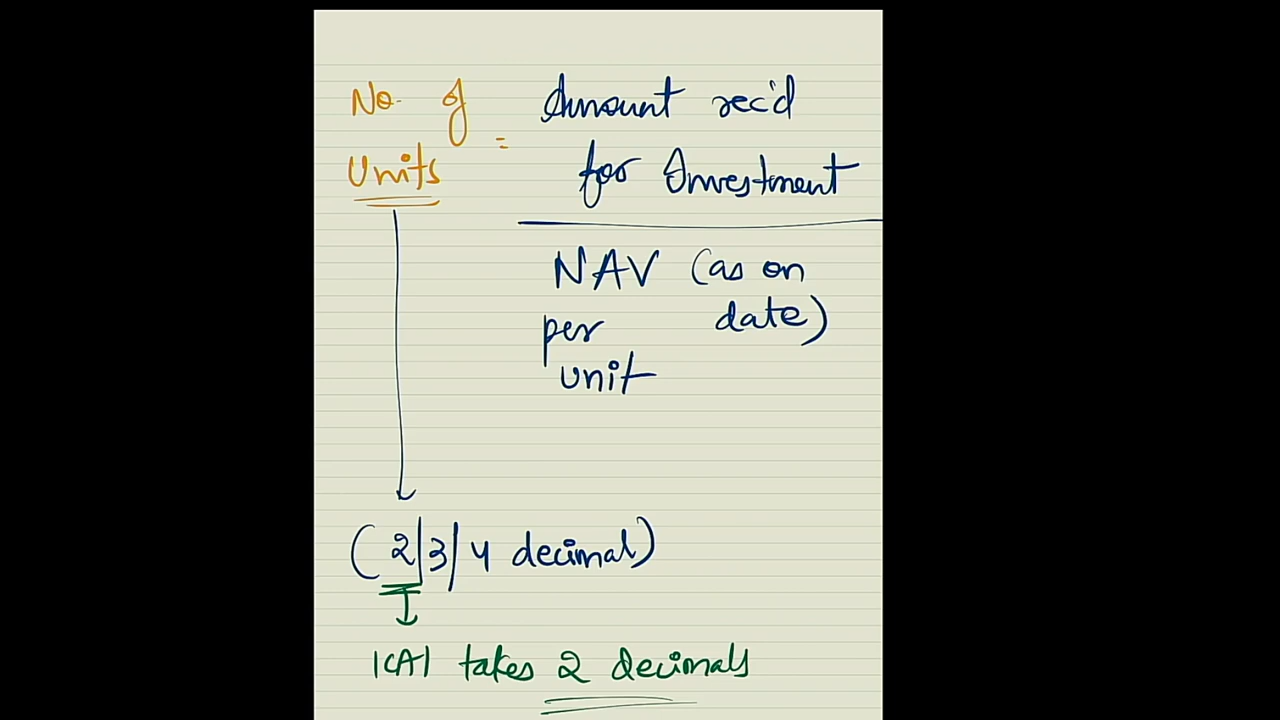 No. of = Amount rec'd
Units for Investment
NAV (as on
per date)
unit
(2|3|4 decimal)
ICAI takes 2 decimals